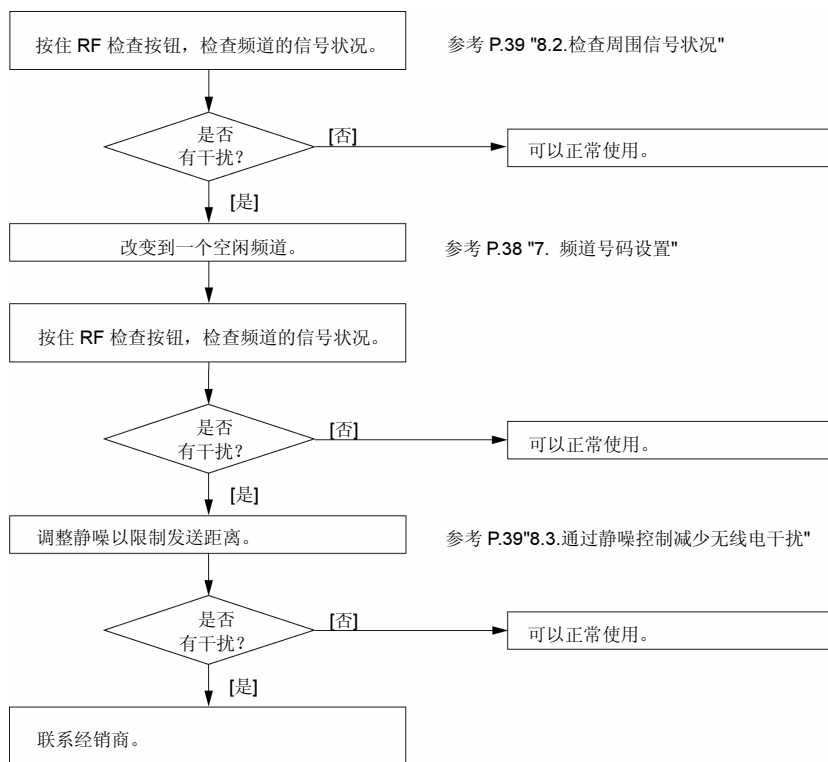 按住 RF 检查按钮，检查频道的信号状况。
参考 P.39 "8.2.检查周围信号状况"
是否
有干扰？
[否]
可以正常使用。
[是]
改变到一个空闲频道。
参考 P.38 "7. 频道号码设置"
按住 RF 检查按钮，检查频道的信号状况。
是否
有干扰？
[否]
可以正常使用。
[是]
调整静噪以限制发送距离。
参考 P.39"8.3.通过静噪控制减少无线电干扰"
是否
有干扰？
[否]
可以正常使用。
[是]
联系经销商。